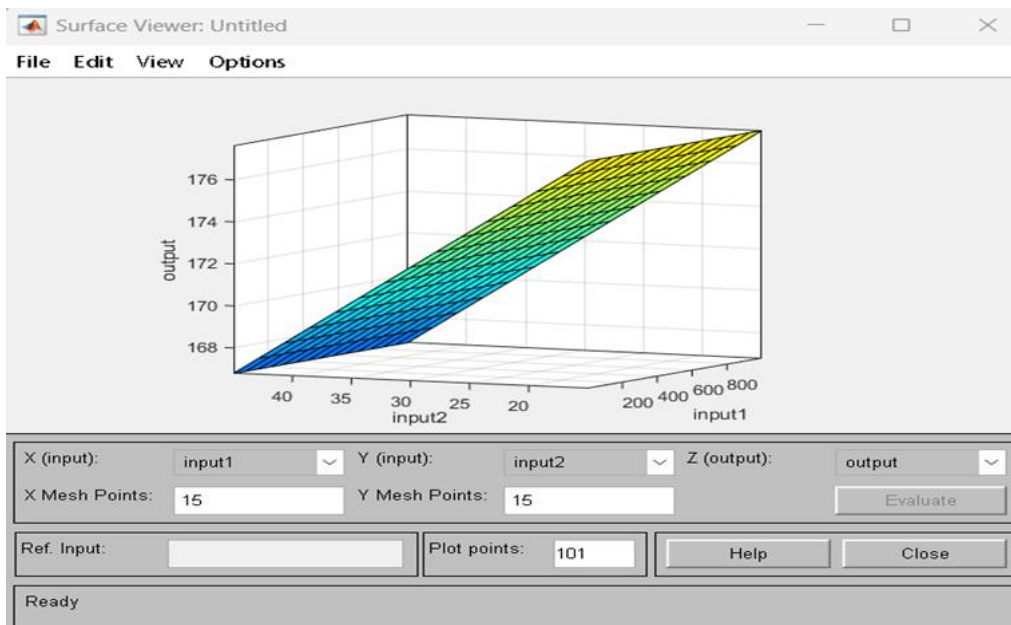 Surface Viewer: Untitled
File Edit View Options
176
174
172
170
168
output
40 35 30 25 20
input2
200 400 600 800
input1
X (input): input1 Y (input): input2 Z (output): output
X Mesh Points: 15 Y Mesh Points: 15 Evaluate
Ref. Input: Plot points: 101 Help Close
Ready